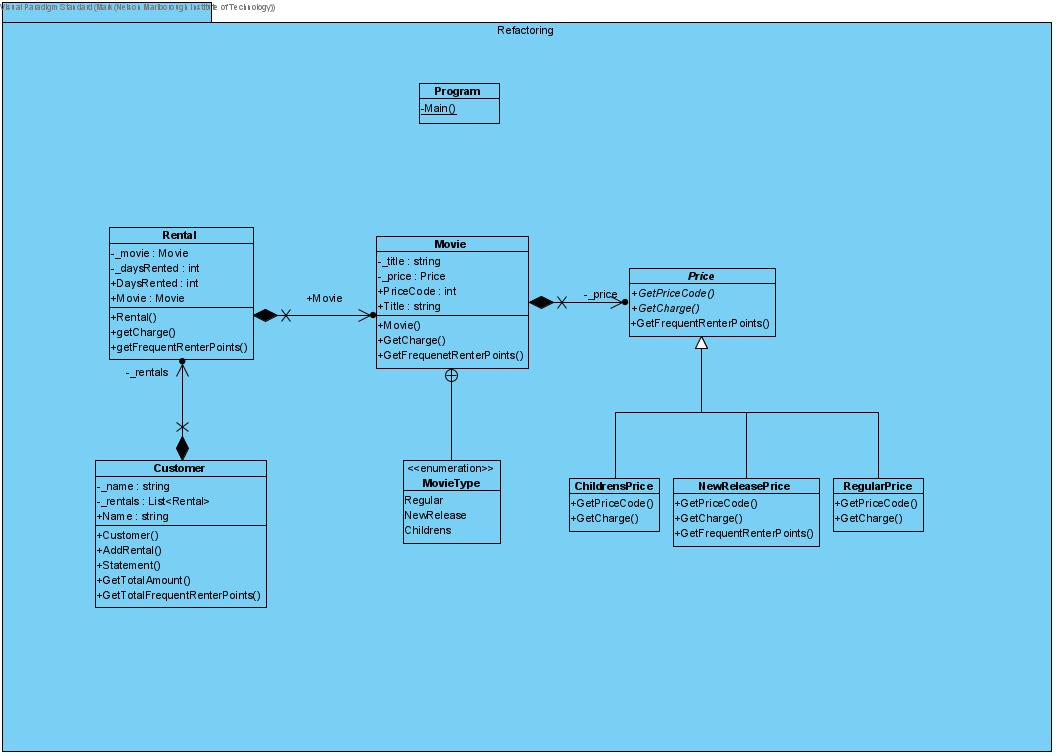 Visual Paradigm Standard (Mark (Nelson Marlborough Institute of Technology))
Refactoring
Program
-Main()
Rental
-_movie : Movie
-_daysRented : int
+DaysRented : int
+Movie : Movie
+Rental()
+getCharge()
+getFrequentRenterPoints()
+Movie
Movie
-_title : string
-_price : Price
+PriceCode : int
+Title : string
+Movie()
+GetCharge()
+GetFrequenetRenterPoints()
-_price
Price
+GetPriceCode()
+GetCharge()
+GetFrequentRenterPoints()
-_rentals
Customer
-_name : string
-_rentals : List<Rental>
+Name : string
+Customer()
+AddRental()
+Statement()
+GetTotalAmount()
+GetTotalFrequentRenterPoints()
<<enumeration>>
MovieType
Regular
NewRelease
Childrens
ChildrensPrice
+GetPriceCode()
+GetCharge()
NewReleasePrice
+GetPriceCode()
+GetCharge()
+GetFrequentRenterPoints()
RegularPrice
+GetPriceCode()
+GetCharge()